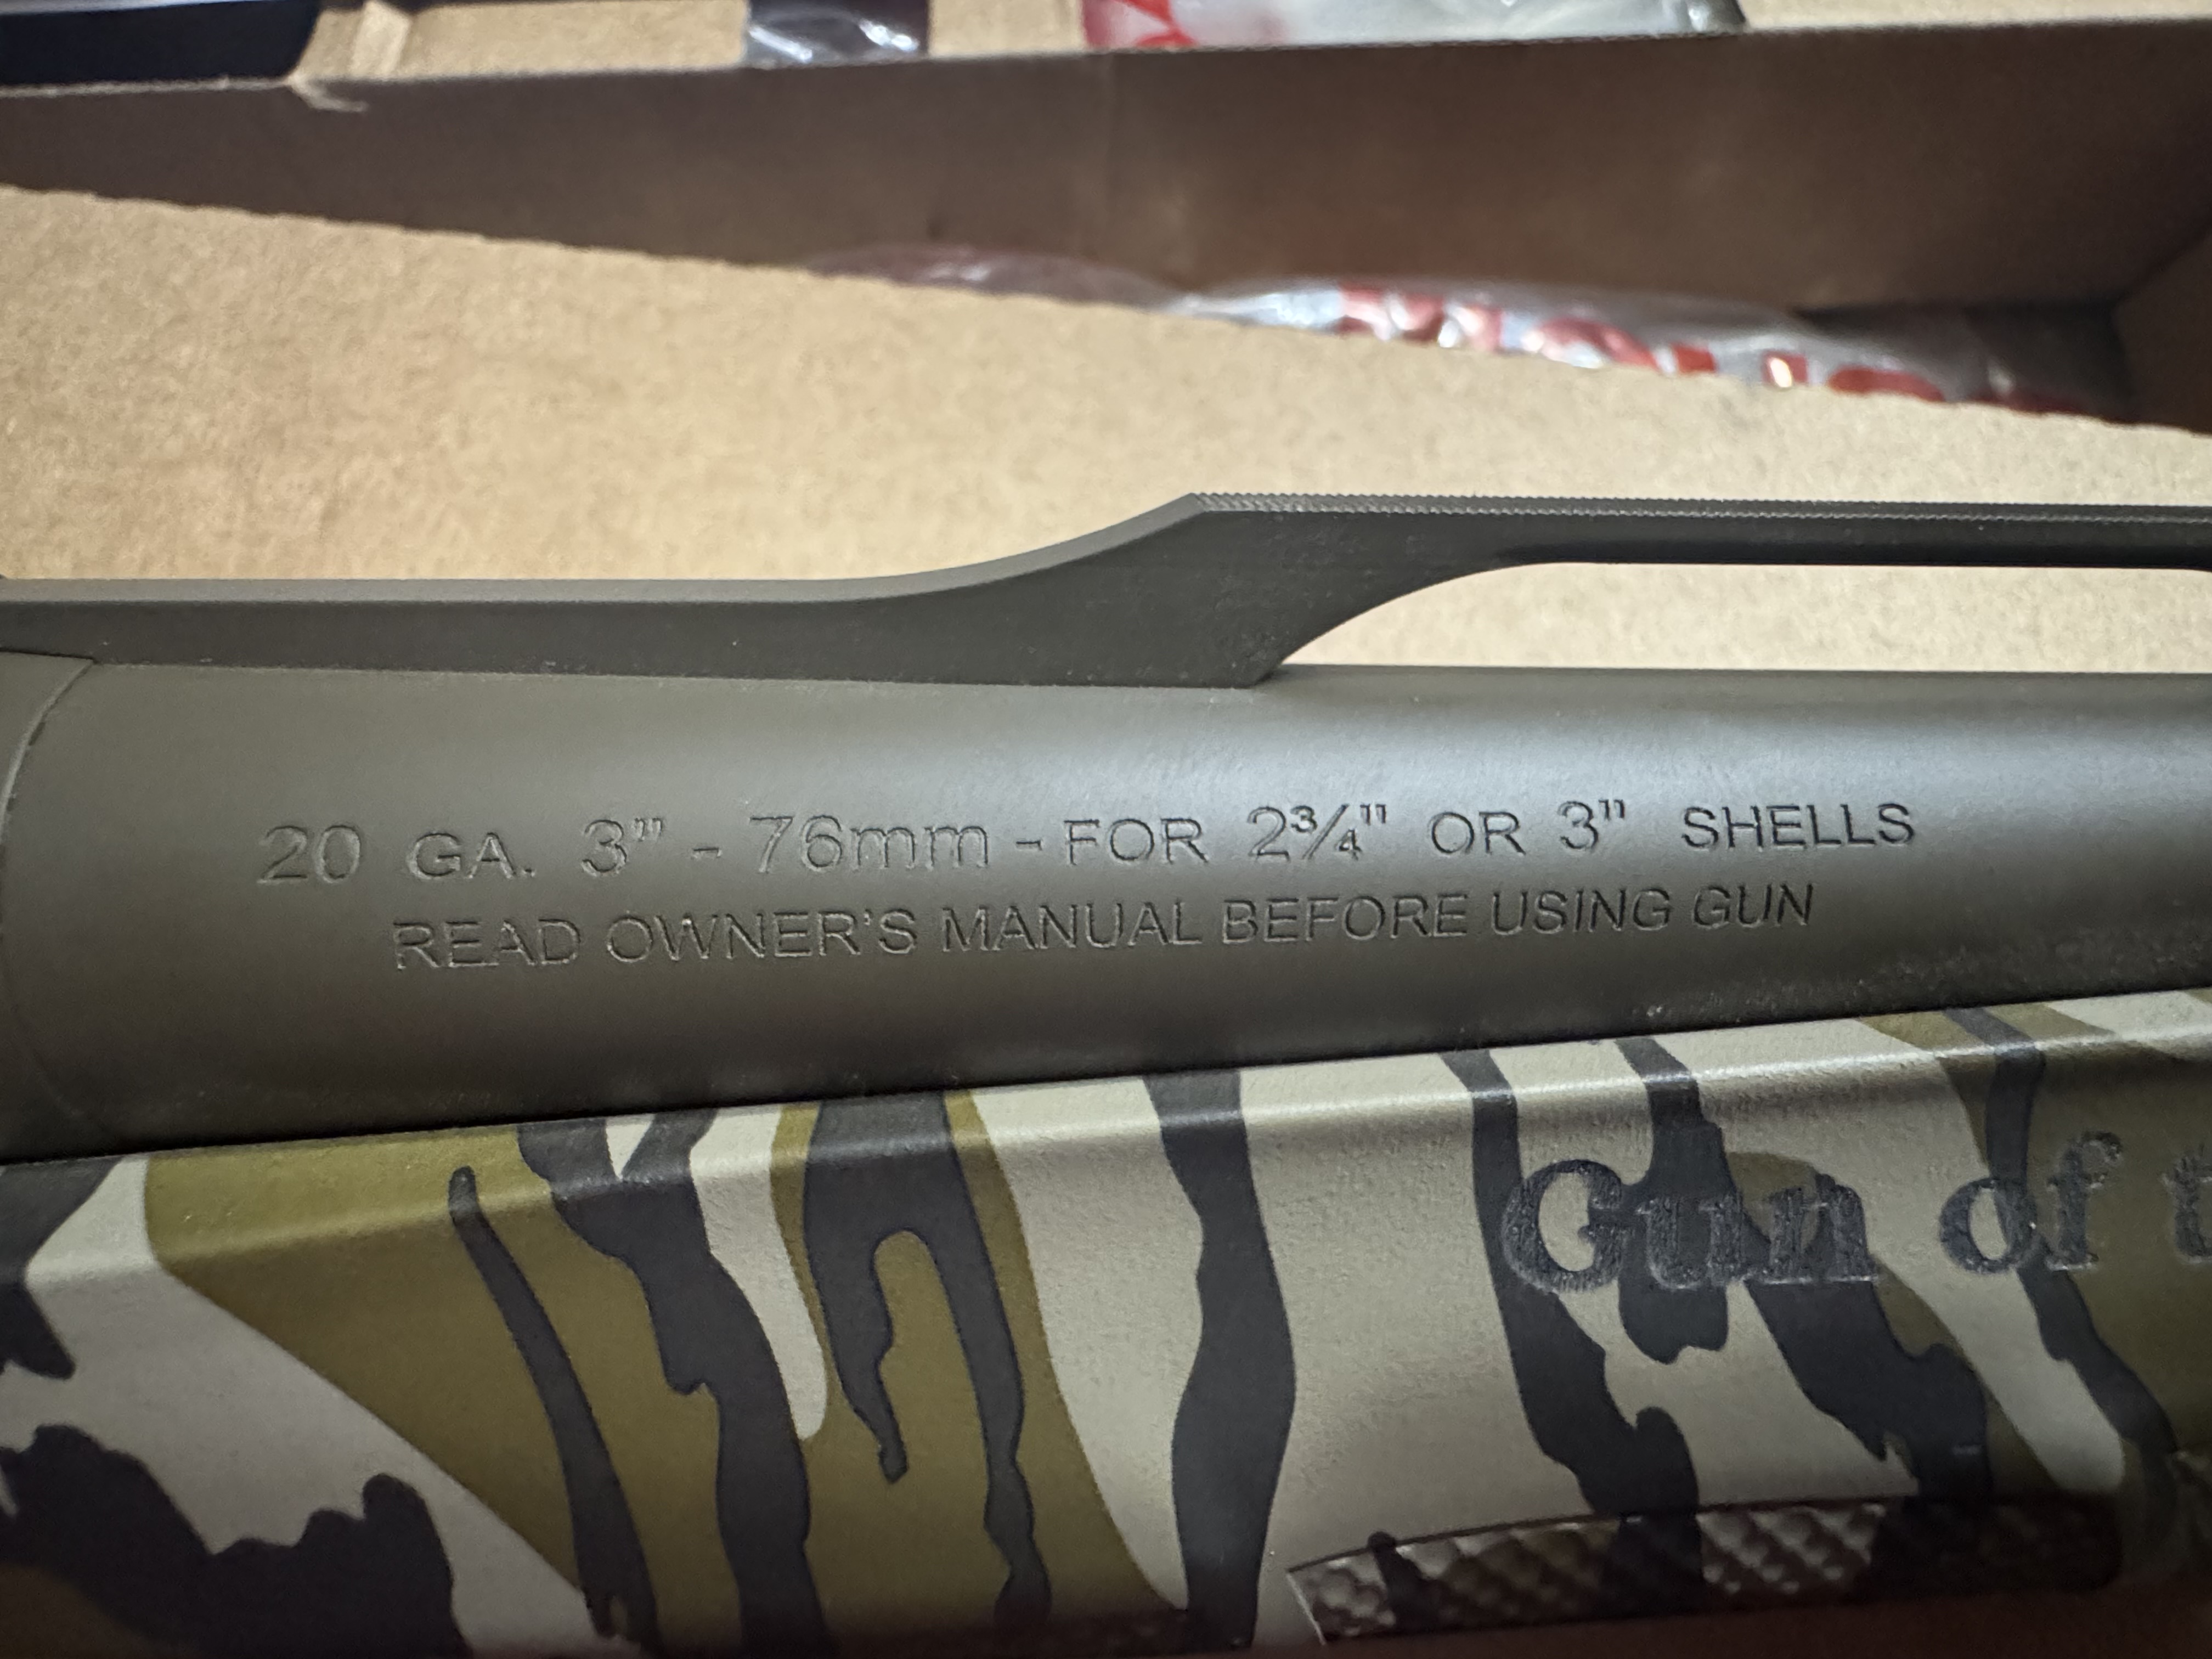 20 GA. 3” - 76mm - FOR 2¾" OR 3" SHELLS
READ OWNER'S MANUAL BEFORE USING GUN
Gun of t